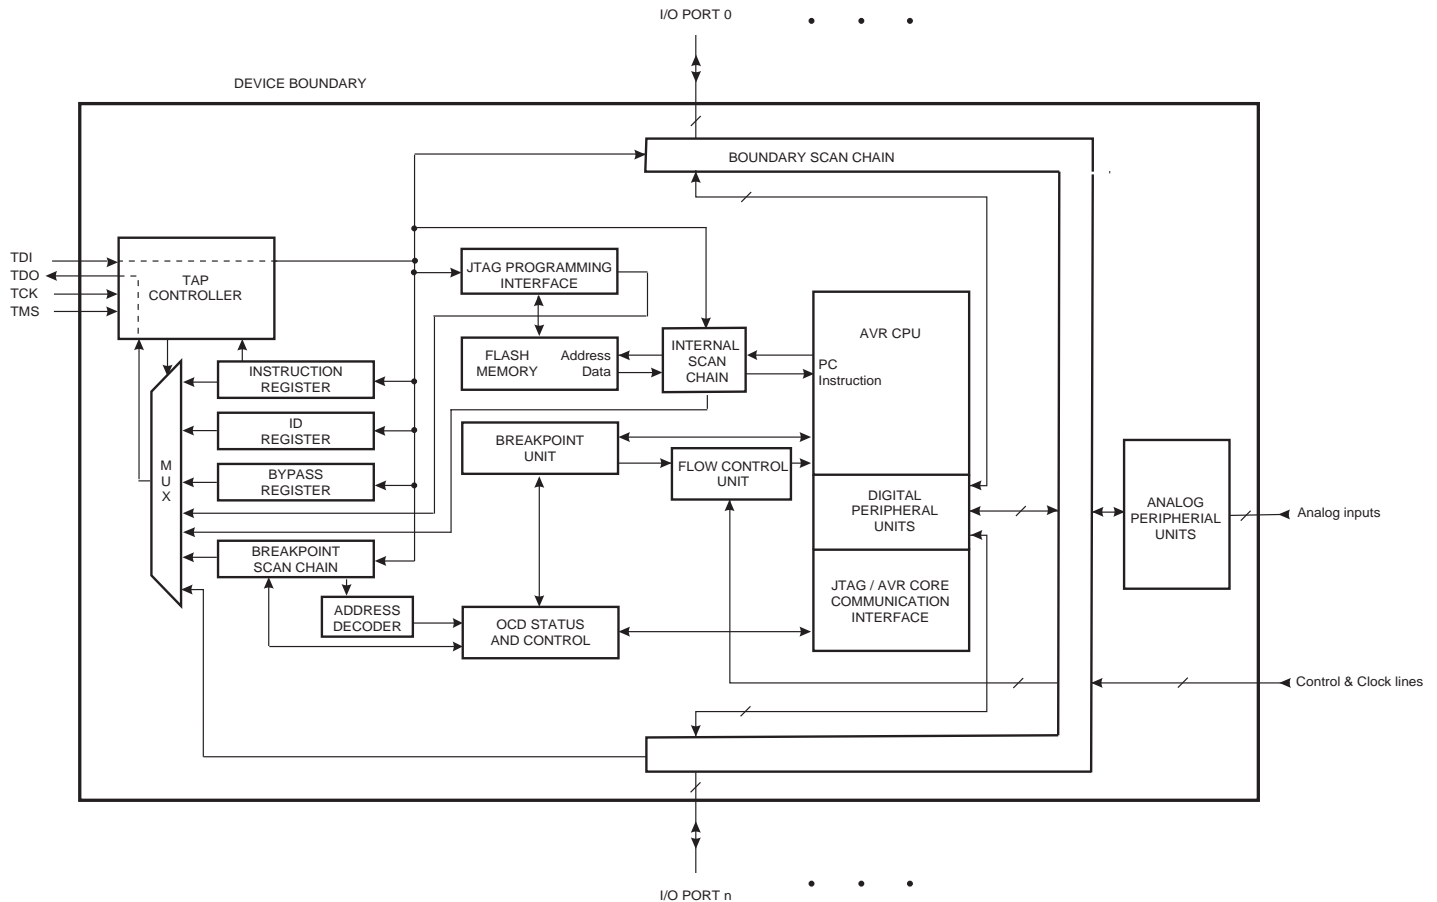 I/O PORT 0
DEVICE BOUNDARY
BOUNDARY SCAN CHAIN
TDI
TDO
TCK
TMS
TAP
CONTROLLER
JTAG PROGRAMMING
INTERFACE
AVR CPU
FLASH
MEMORY
Address
Data
INTERNAL
SCAN
CHAIN
PC
Instruction
INSTRUCTION
REGISTER
ID
REGISTER
M
U
X
BYPASS
REGISTER
BREAKPOINT
UNIT
FLOW CONTROL
UNIT
DIGITAL
PERIPHERAL
UNITS
ANALOG
PERIPHERIAL
UNITS
Analog inputs
BREAKPOINT
SCAN CHAIN
ADDRESS
DECODER
OCD STATUS
AND CONTROL
JTAG / AVR CORE
COMMUNICATION
INTERFACE
Control & Clock lines
I/O PORT n